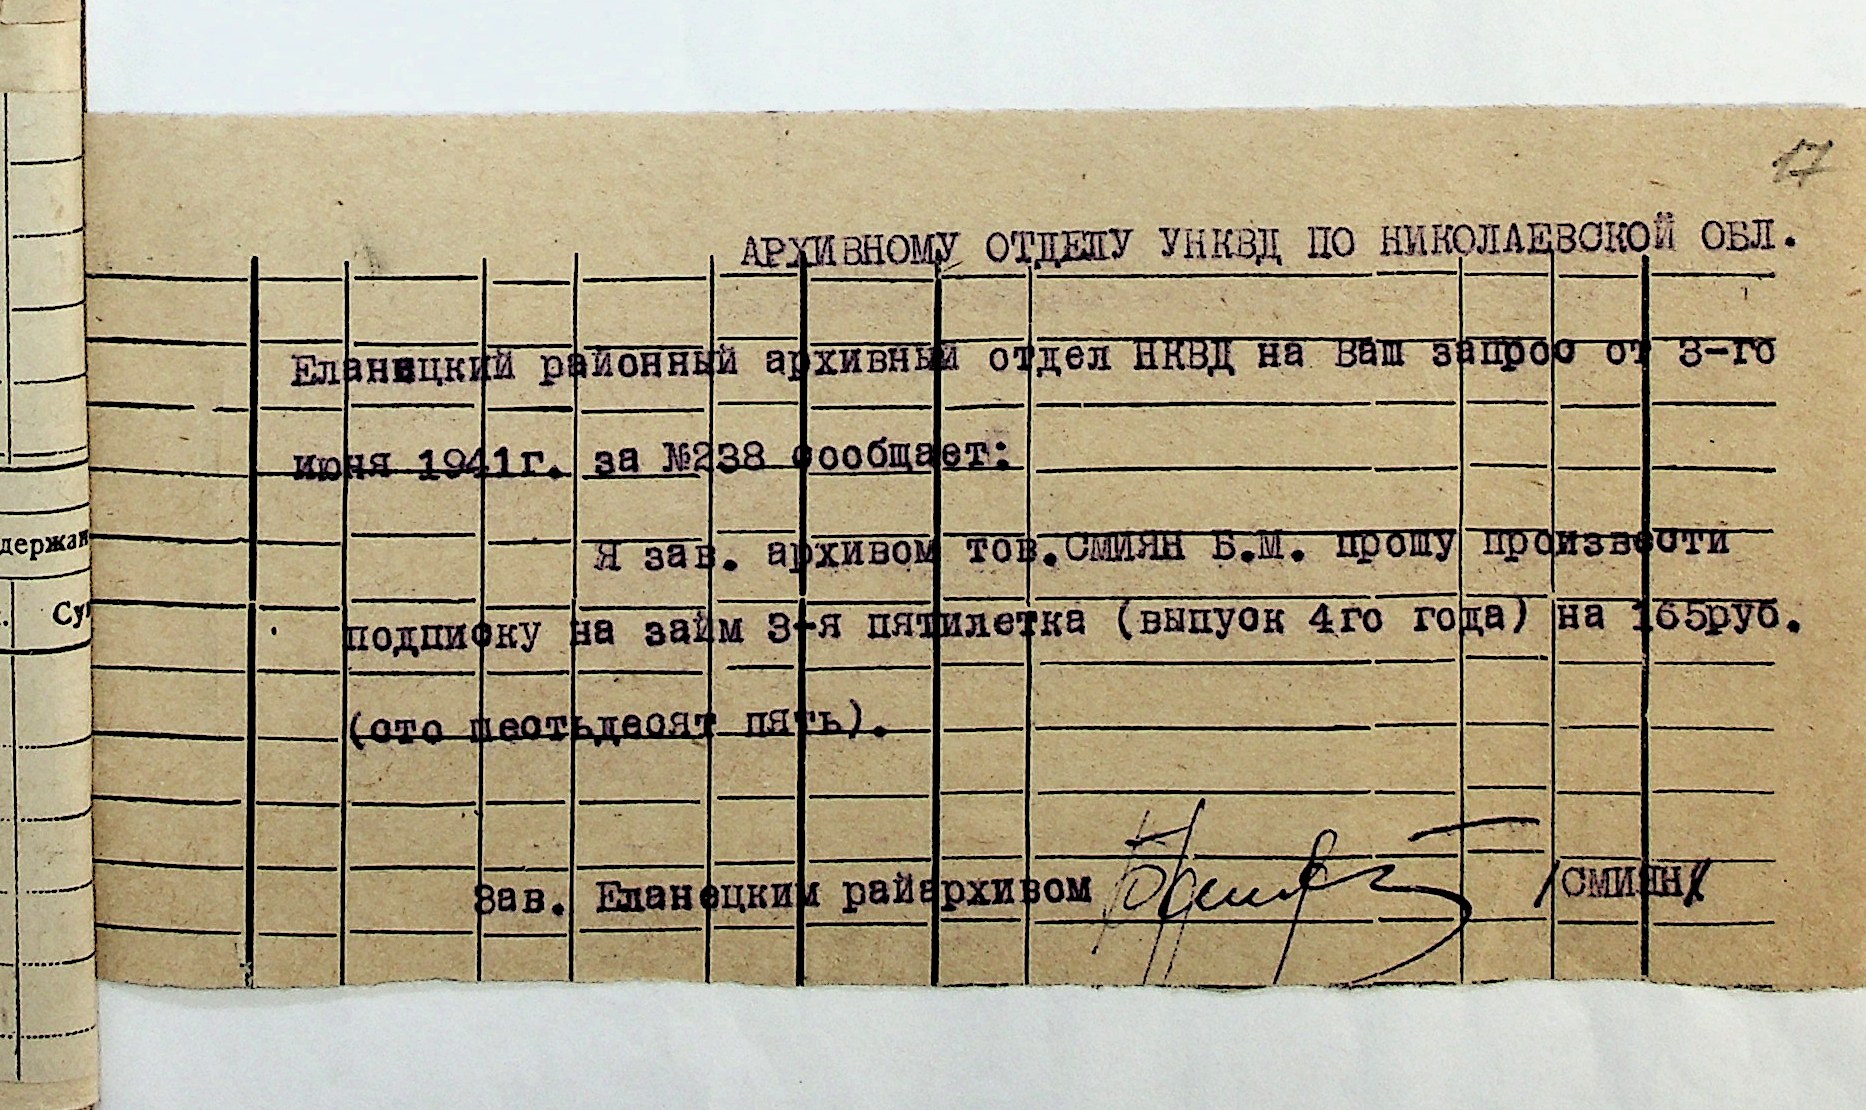 17
АРХИВНОМУ ОТДЕЛУ УНКВД ПО НИКОЛАЕВСКОЙ ОБЛ.
Еланецкий районный архивный отдел НКВД на Ваш запрос от 3-го
июня 1941г. за №238 сообщает:
Я зав. архивом тов.СМИЯН Б.М. прошу произвести
подписку на займ 3-я пятилетка (выпуск 4го года) на 165руб.
(сто шестьдесят пять).
Зав. Еланецким райархивом /СМИЯН/
держан
Су